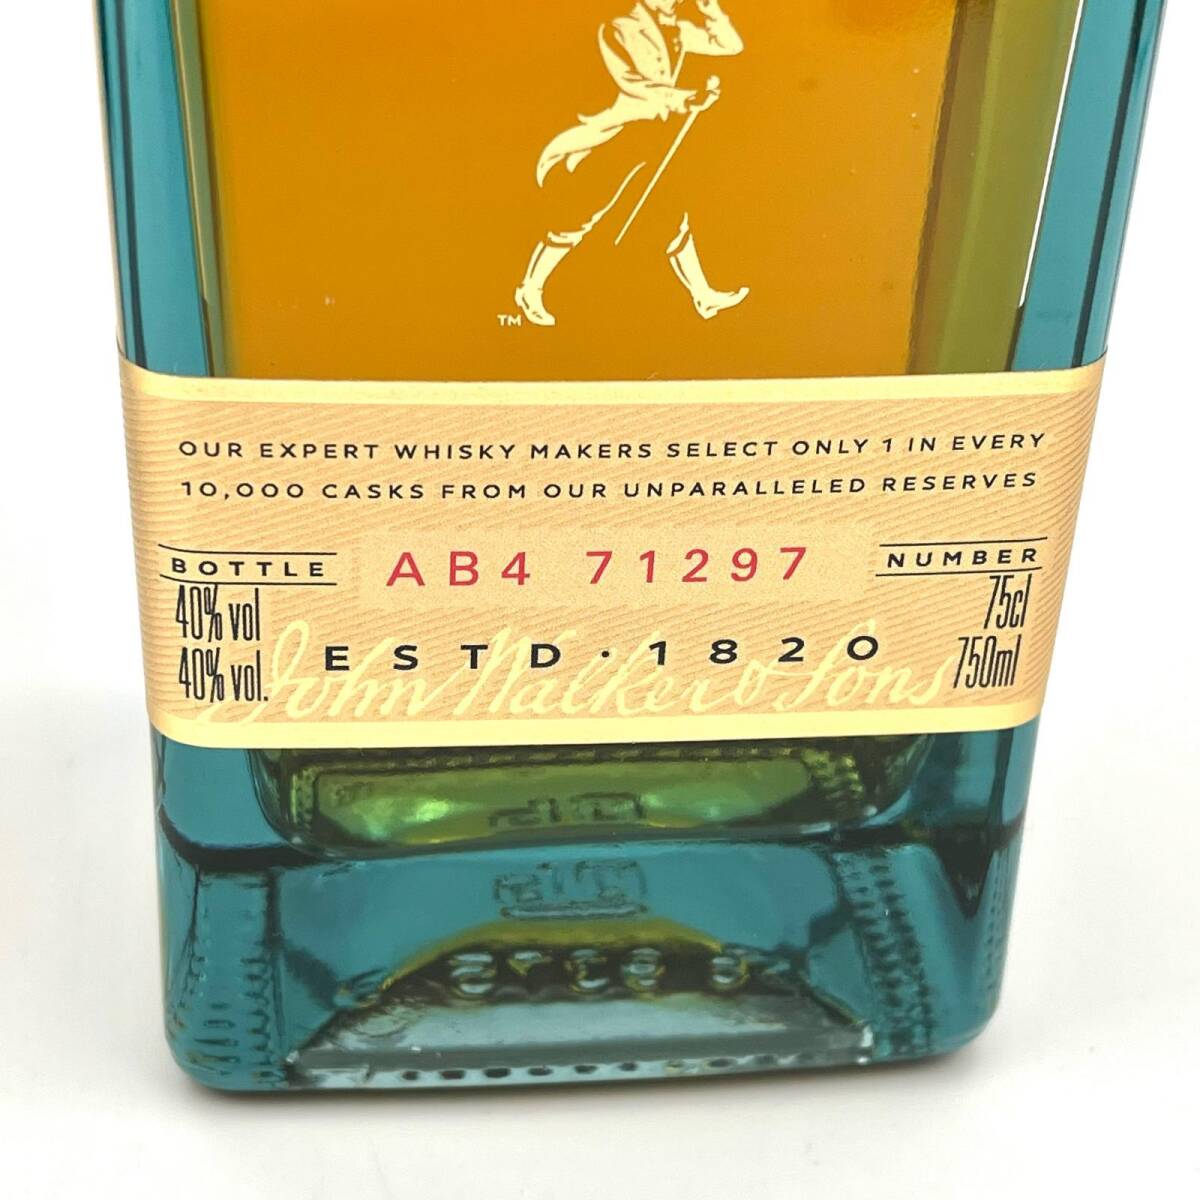 TM
OUR EXPERT WHISKY MAKERS SELECT ONLY 1 IN EVERY
10,000 CASKS FROM OUR UNPARALLELED RESERVES
BOTTLE AB4 71297 NUMBER
40% vol 75cl
ESTD · 1820
40% vol. 750ml
John Walker & Sons